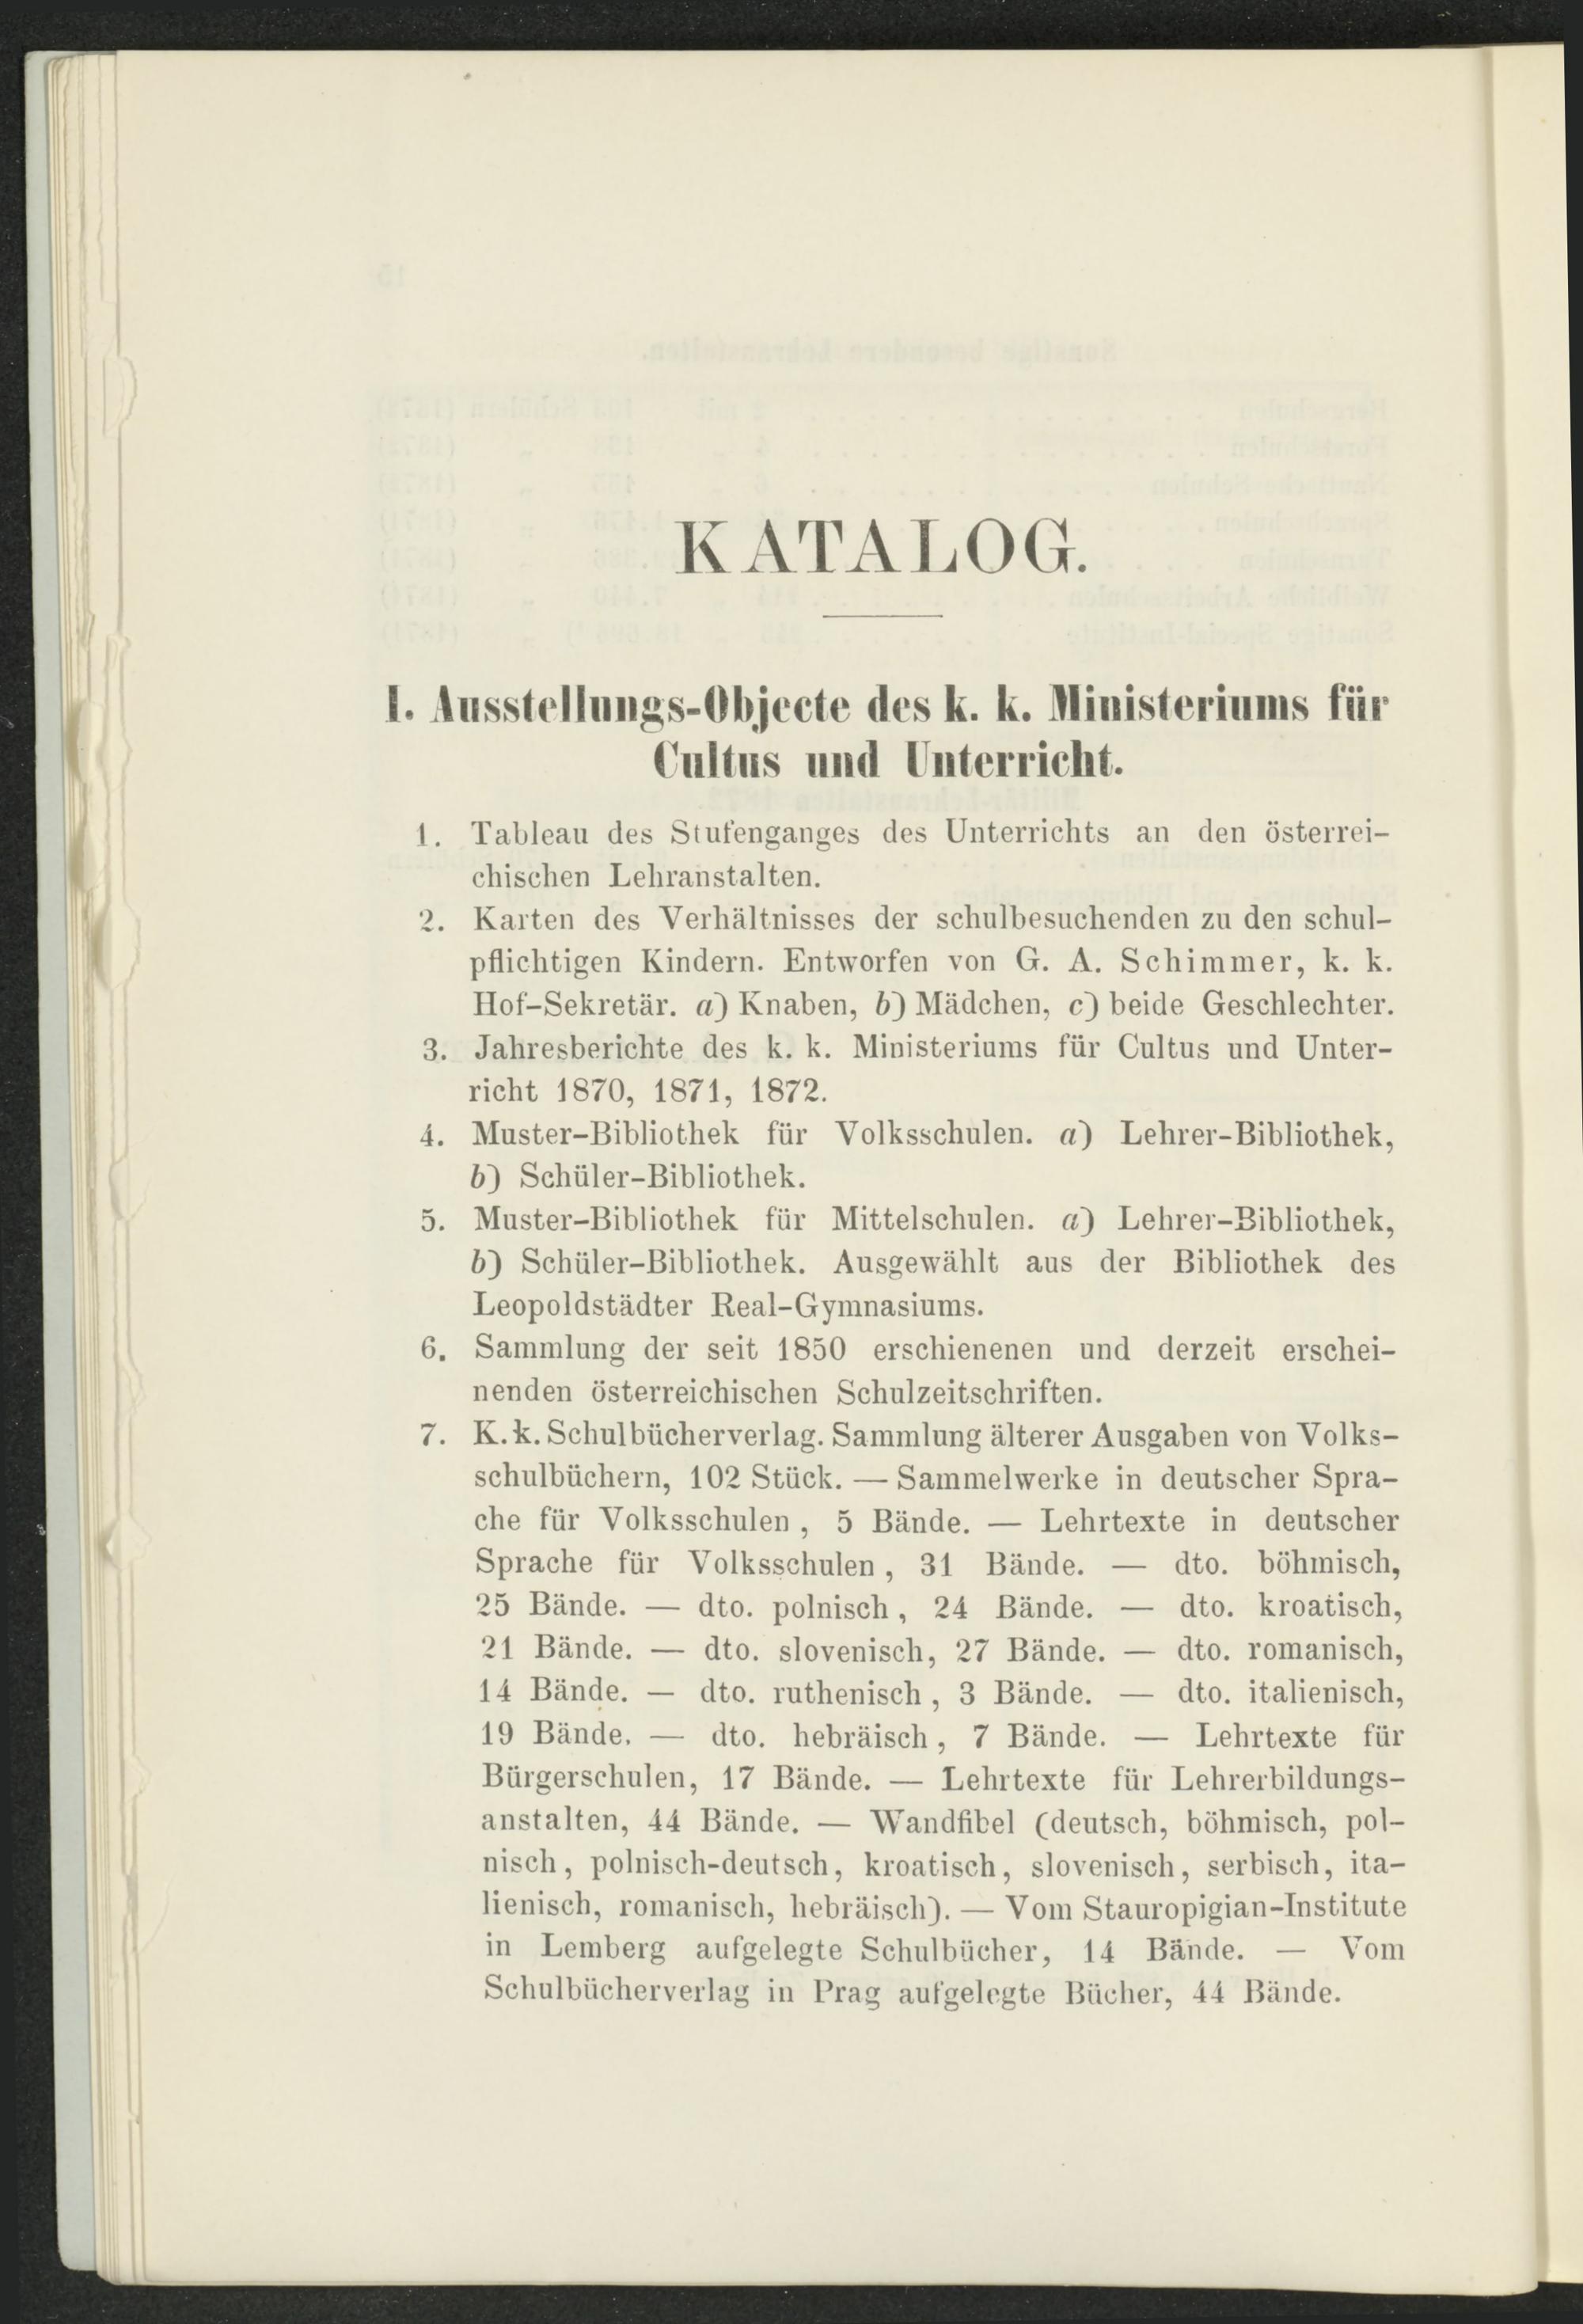 KATALOG.
I. Ausstellungs-Objecte des k. k. Ministeriums für
Cultus und Unterricht.
1. Tableau des Stufenganges des Unterrichts an den österrei-
chischen Lehranstalten.
2. Karten des Verhältnisses der schulbesuchenden zu den schul-
pflichtigen Kindern. Entworfen von G. A. Schimmer, k. k.
Hof-Sekretär. a) Knaben, b) Mädchen, c) beide Geschlechter.
3. Jahresberichte des k. k. Ministeriums für Cultus und Unter-
richt 1870, 1871, 1872.
4. Muster-Bibliothek für Volksschulen. a) Lehrer-Bibliothek,
b) Schüler-Bibliothek.
5. Muster-Bibliothek für Mittelschulen. a) Lehrer-Bibliothek,
b) Schüler-Bibliothek. Ausgewählt aus der Bibliothek des
Leopoldstädter Real-Gymnasiums.
6. Sammlung der seit 1850 erschienenen und derzeit erschei-
nenden österreichischen Schulzeitschriften.
7. K. k. Schulbücherverlag. Sammlung älterer Ausgaben von Volks-
schulbüchern, 102 Stück. — Sammelwerke in deutscher Spra-
che für Volksschulen, 5 Bände. — Lehrtexte in deutscher
Sprache für Volksschulen, 31 Bände. — dto. böhmisch,
25 Bände. — dto. polnisch, 24 Bände. — dto. kroatisch,
21 Bände. — dto. slovenisch, 27 Bände. — dto. romanisch,
14 Bände. — dto. ruthenisch, 3 Bände. — dto. italienisch,
19 Bände. — dto. hebräisch, 7 Bände. — Lehrtexte für
Bürgerschulen, 17 Bände. — Lehrtexte für Lehrerbildungs-
anstalten, 44 Bände. — Wandfibel (deutsch, böhmisch, pol-
nisch, polnisch-deutsch, kroatisch, slovenisch, serbisch, ita-
lienisch, romanisch, hebräisch). — Vom Stauropigian-Institute
in Lemberg aufgelegte Schulbücher, 14 Bände. — Vom
Schulbücherverlag in Prag aufgelegte Bücher, 44 Bände.